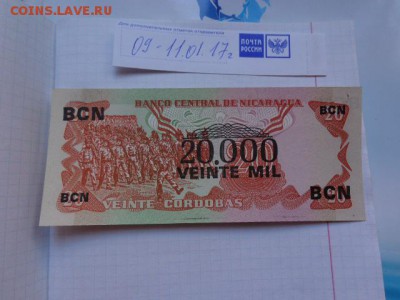 COINS.LAVE.RU
09-11.01.17г
ПОЧТА
РОССИИ
BANCO CENTRAL DE NICARAGUA
BCN
BCN
20.000
VEINTE MIL
BCN
BCN
VEINTE CORDOBAS